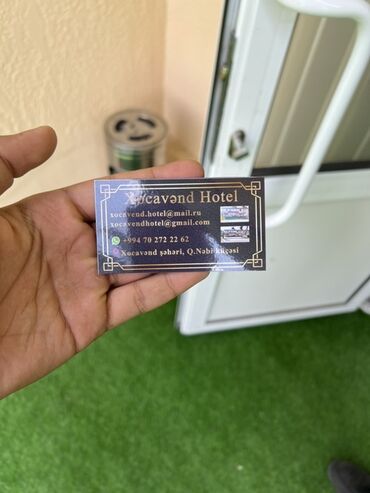 Xocavənd Hotel
xocavend.hotel@mail.ru
xocavendhotel@gmail.com
+994 70 272 22 62
Xocavənd şəhəri, Q.Nəbi küçəsi